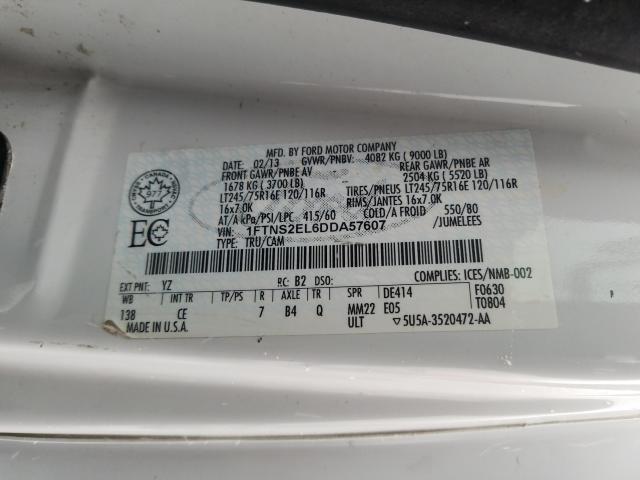 MFD. BY FORD MOTOR COMPANY
DATE: 02/13 GVWR/PNBV: 4082 KG ( 9000 LB)
FRONT GAWR/PNBE AV REAR GAWR/PNBE AR
1678 KG ( 3700 LB) 2504 KG ( 5520 LB)
LT245/75R16E 120/116R TIRES/PNEUS LT245/75R16E 120/116R
16x7.0K RIMS/JANTES 16x7.0K
AT/A kPa/PSI/LPC 415/60 COLD/A FROID 550/80
VIN: 1FTNS2EL6DDA57607 /JUMELEES
TYPE: TRU/CAM
CANADA
977
EC
COMPLIES: ICES/NMB-002
EXT PNT: YZ RC: B2 DSO: F0630
WB INT TR TP/PS R AXLE TR SPR DE414 T0804
138 CE 7 B4 Q MM22 E05
MADE IN U.S.A. ULT ▽5U5A-3520472-AA